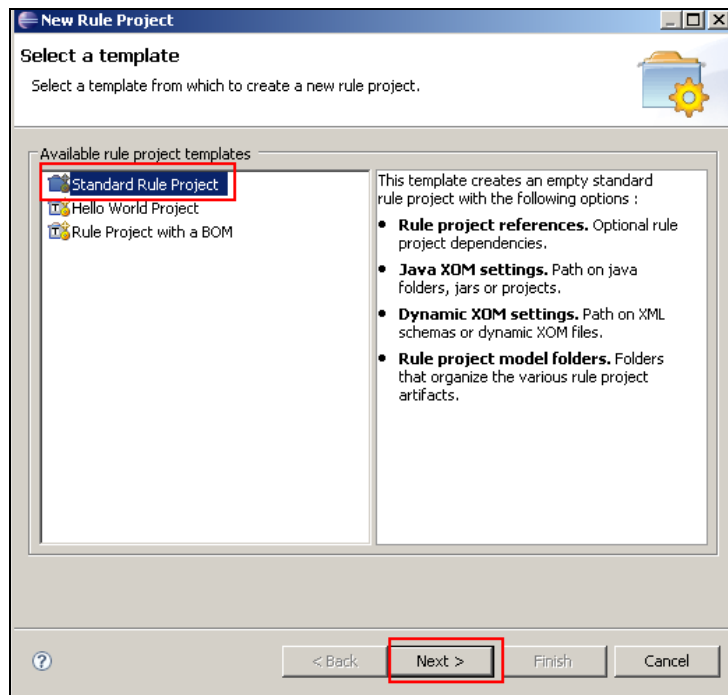 New Rule Project
Select a template
Select a template from which to create a new rule project.
Available rule project templates
Standard Rule Project
Hello World Project
Rule Project with a BOM
This template creates an empty standard
rule project with the following options :
• Rule project references. Optional rule
project dependencies.
• Java XOM settings. Path on java
folders, jars or projects.
• Dynamic XOM settings. Path on XML
schemas or dynamic XOM files.
• Rule project model folders. Folders
that organize the various rule project
artifacts.
?
< Back
Next >
Finish
Cancel